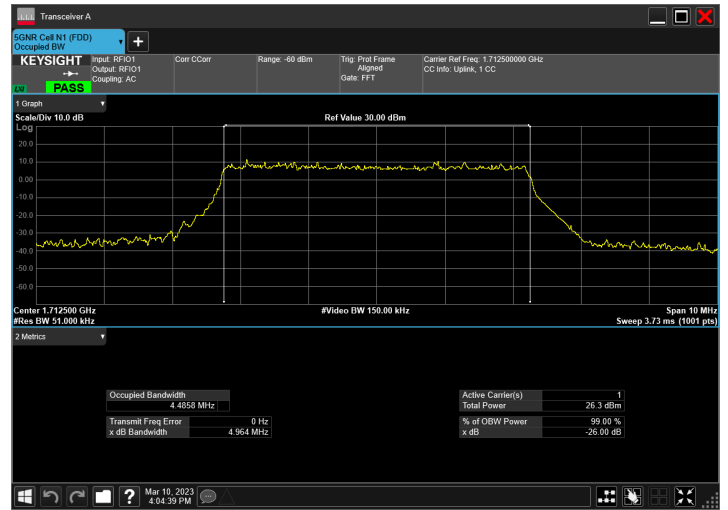 Transceiver A
5GNR Cell N1 (FDD)
Occupied BW
KEYSIGHT
LXI
PASS
Input: RFIO1
Output: RFIO1
Coupling: AC
Corr CCorr
Range: -60 dBm
Trig: Prot Frame
Aligned
Gate: FFT
Carrier Ref Freq: 1.712500000 GHz
CC Info: Uplink, 1 CC
1 Graph
Scale/Div 10.0 dB
Ref Value 30.00 dBm
Log
20.0
10.0
0.00
-10.0
-20.0
-30.0
-40.0
-50.0
-60.0
Center 1.712500 GHz
#Video BW 150.00 kHz
Span 10 MHz
#Res BW 51.000 kHz
Sweep 3.73 ms (1001 pts)
2 Metrics
Occupied Bandwidth
4.4858 MHz
Transmit Freq Error 0 Hz
x dB Bandwidth 4.964 MHz
Active Carrier(s) 1
Total Power 26.3 dBm
% of OBW Power 99.00 %
x dB -26.00 dB
Mar 10, 2023
4:04:39 PM